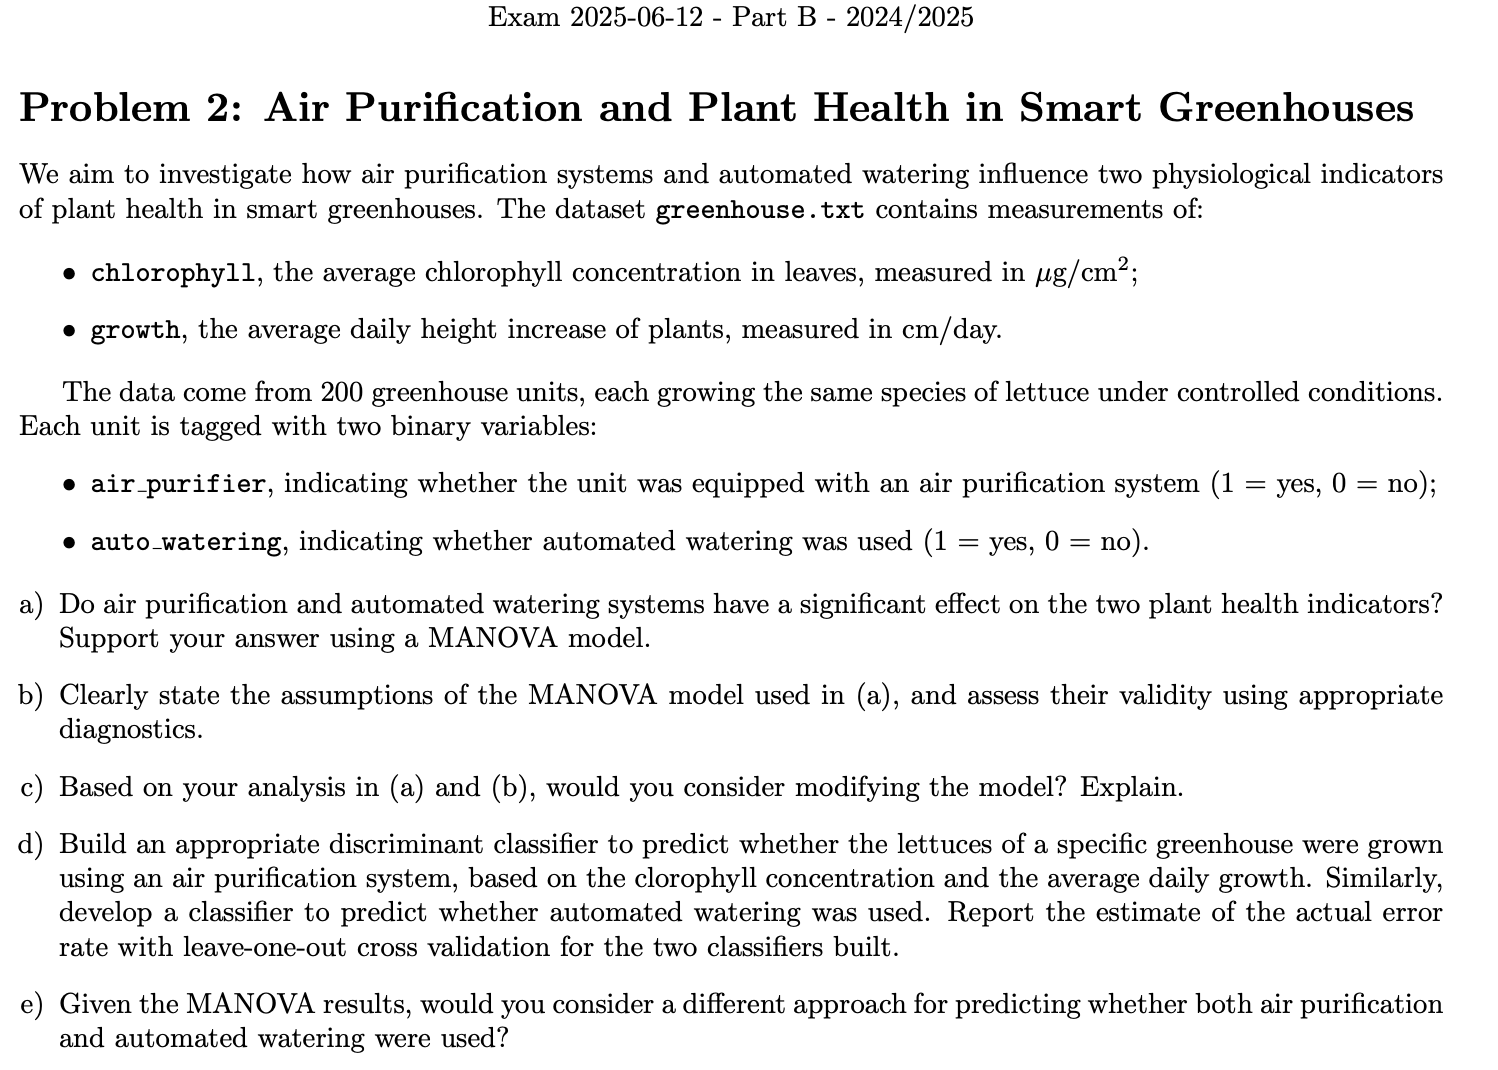 Exam 2025-06-12 - Part B - 2024/2025
Problem 2: Air Purification and Plant Health in Smart Greenhouses
We aim to investigate how air purification systems and automated watering influence two physiological indicators
of plant health in smart greenhouses. The dataset greenhouse.txt contains measurements of:
• chlorophyll, the average chlorophyll concentration in leaves, measured in μg/cm²;
• growth, the average daily height increase of plants, measured in cm/day.
The data come from 200 greenhouse units, each growing the same species of lettuce under controlled conditions.
Each unit is tagged with two binary variables:
• air_purifier, indicating whether the unit was equipped with an air purification system (1 = yes, 0 = no);
• auto_watering, indicating whether automated watering was used (1 = yes, 0 = no).
a) Do air purification and automated watering systems have a significant effect on the two plant health indicators?
Support your answer using a MANOVA model.
b) Clearly state the assumptions of the MANOVA model used in (a), and assess their validity using appropriate
diagnostics.
c) Based on your analysis in (a) and (b), would you consider modifying the model? Explain.
d) Build an appropriate discriminant classifier to predict whether the lettuces of a specific greenhouse were grown
using an air purification system, based on the clorophyll concentration and the average daily growth. Similarly,
develop a classifier to predict whether automated watering was used. Report the estimate of the actual error
rate with leave-one-out cross validation for the two classifiers built.
e) Given the MANOVA results, would you consider a different approach for predicting whether both air purification
and automated watering were used?